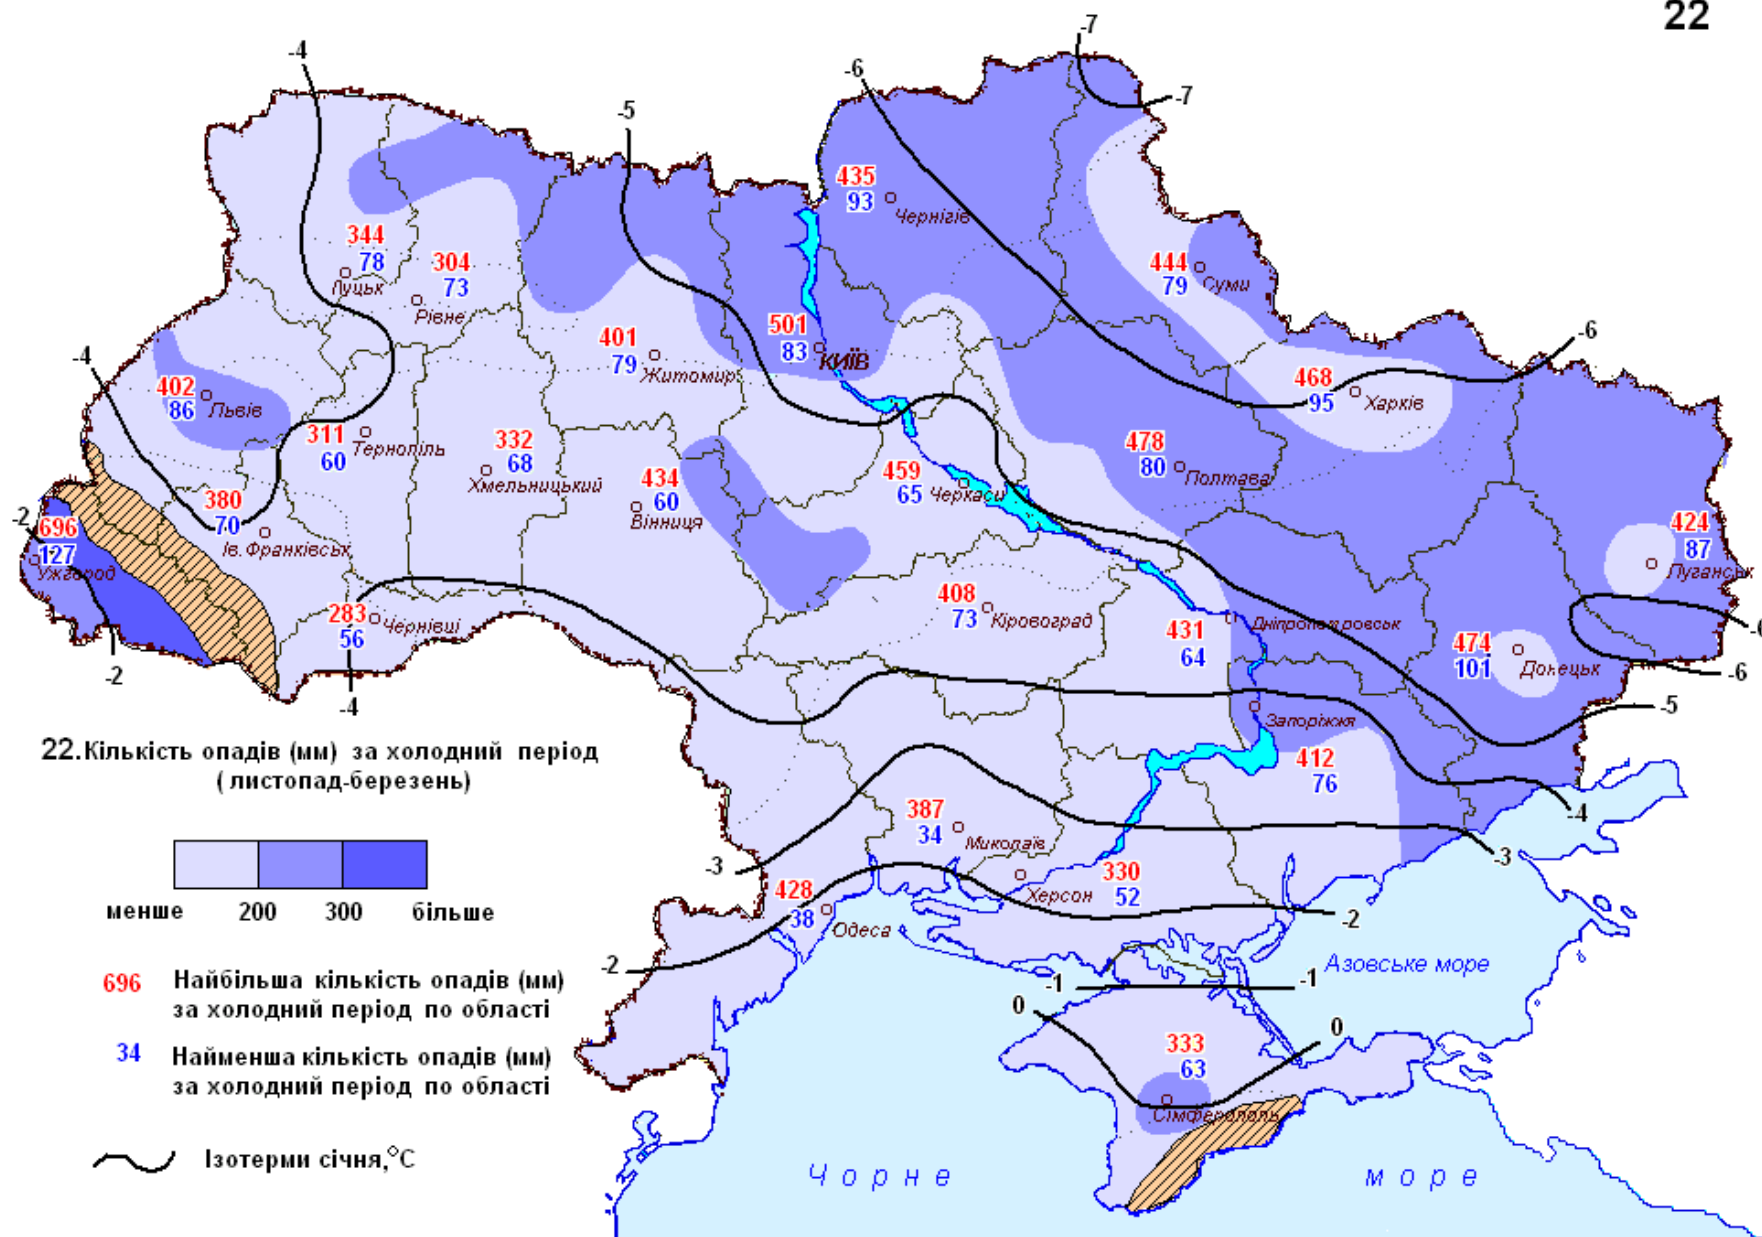 22
-7
-4
-6
-7
-5
435
93
Чернігів
344
78
Луцьк
304
73
Рівне
444
79
Суми
501
83
КИЇВ
401
79
Житомир
-6
-4
402
86
Львів
468
95
Харків
311
60
Тернопіль
332
68
Хмельницький
478
80
Полтава
434
60
Вінниця
459
65
Черкаси
380
70
Ів. Франківськ
-2
696
127
Ужгород
424
87
Луганськ
283
56
Чернівці
408
73
Кіровоград
431
64
Дніпропетровськ
474
101
Донецьк
-6
-6
-2
-4
-5
Запоріжжя
412
76
22.Кількість опадів (мм) за холодний період
( листопад-березень)
387
34
Миколаїв
-4
-3
-3
330
52
Херсон
428
38
Одеса
-2
менше 200 300 більше
-2
Азовське море
-1
-1
0
0
696 Найбільша кількість опадів (мм)
за холодний період по області
333
63
34 Найменша кількість опадів (мм)
за холодний період по області
Сімферополь
Ізотерми січня,°С
Чорне море